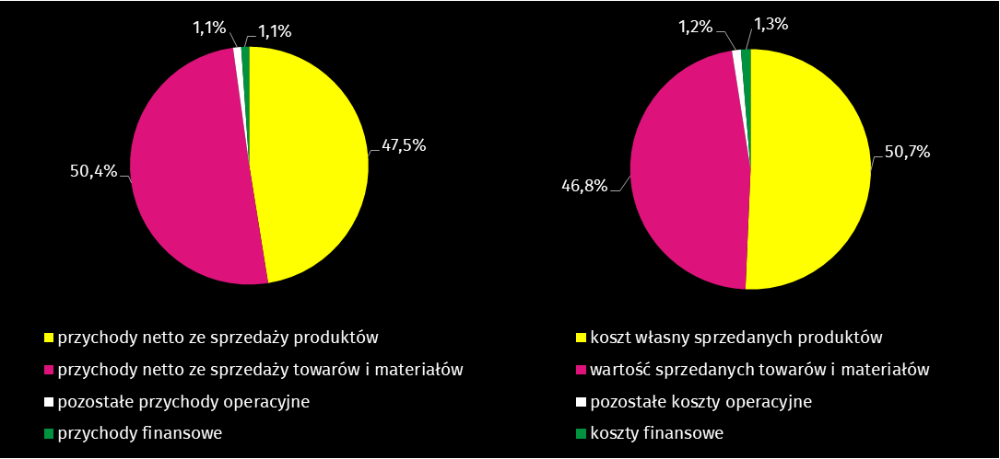 1,1%
1,1%
47,5%
50,4%
1,2%
1,3%
50,7%
46,8%
przychody netto ze sprzedaży produktów
przychody netto ze sprzedaży towarów i materiałów
pozostałe przychody operacyjne
przychody finansowe
koszt własny sprzedanych produktów
wartość sprzedanych towarów i materiałów
pozostałe koszty operacyjne
koszty finansowe